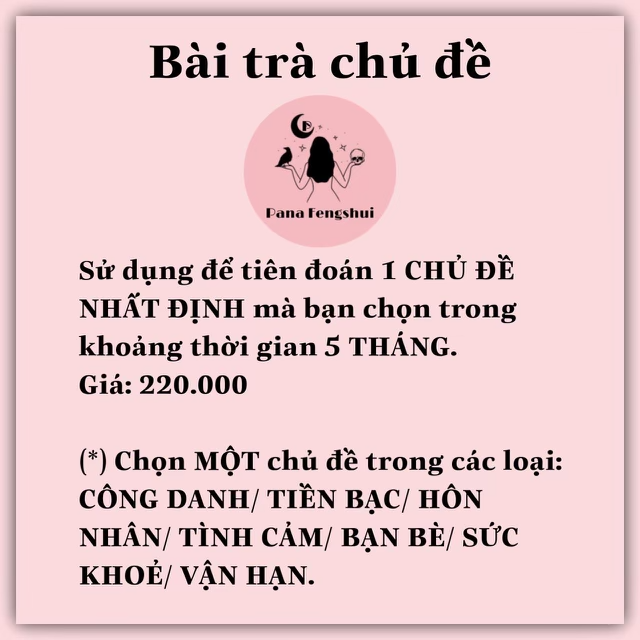 Bài trà chủ đề
Pana Fengshui
Sử dụng để tiên đoán 1 CHỦ ĐỀ
NHẤT ĐỊNH mà bạn chọn trong
khoảng thời gian 5 THÁNG.
Giá: 220.000
(*) Chọn MỘT chủ đề trong các loại:
CÔNG DANH/ TIỀN BẠC/ HÔN
NHÂN/ TÌNH CẢM/ BẠN BÈ/ SỨC
KHOẺ/ VẬN HẠN.